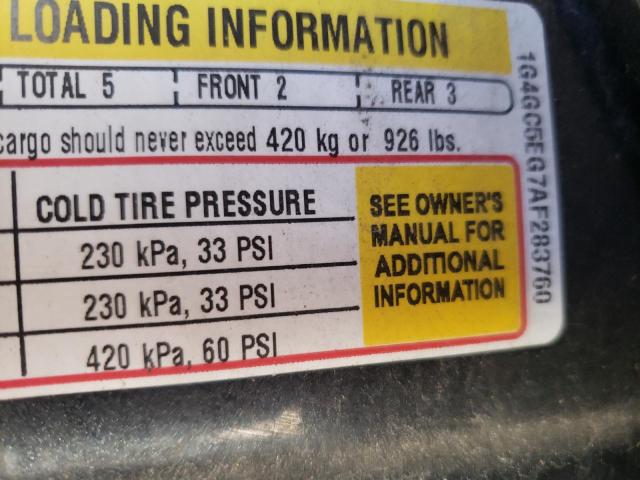 LOADING INFORMATION
TOTAL 5 FRONT 2 REAR 3
cargo should never exceed 420 kg or 926 lbs.
COLD TIRE PRESSURE
230 kPa, 33 PSI
230 kPa, 33 PSI
420 kPa, 60 PSI
SEE OWNER'S
MANUAL FOR
ADDITIONAL
INFORMATION
1G4GC5EG7AF283760